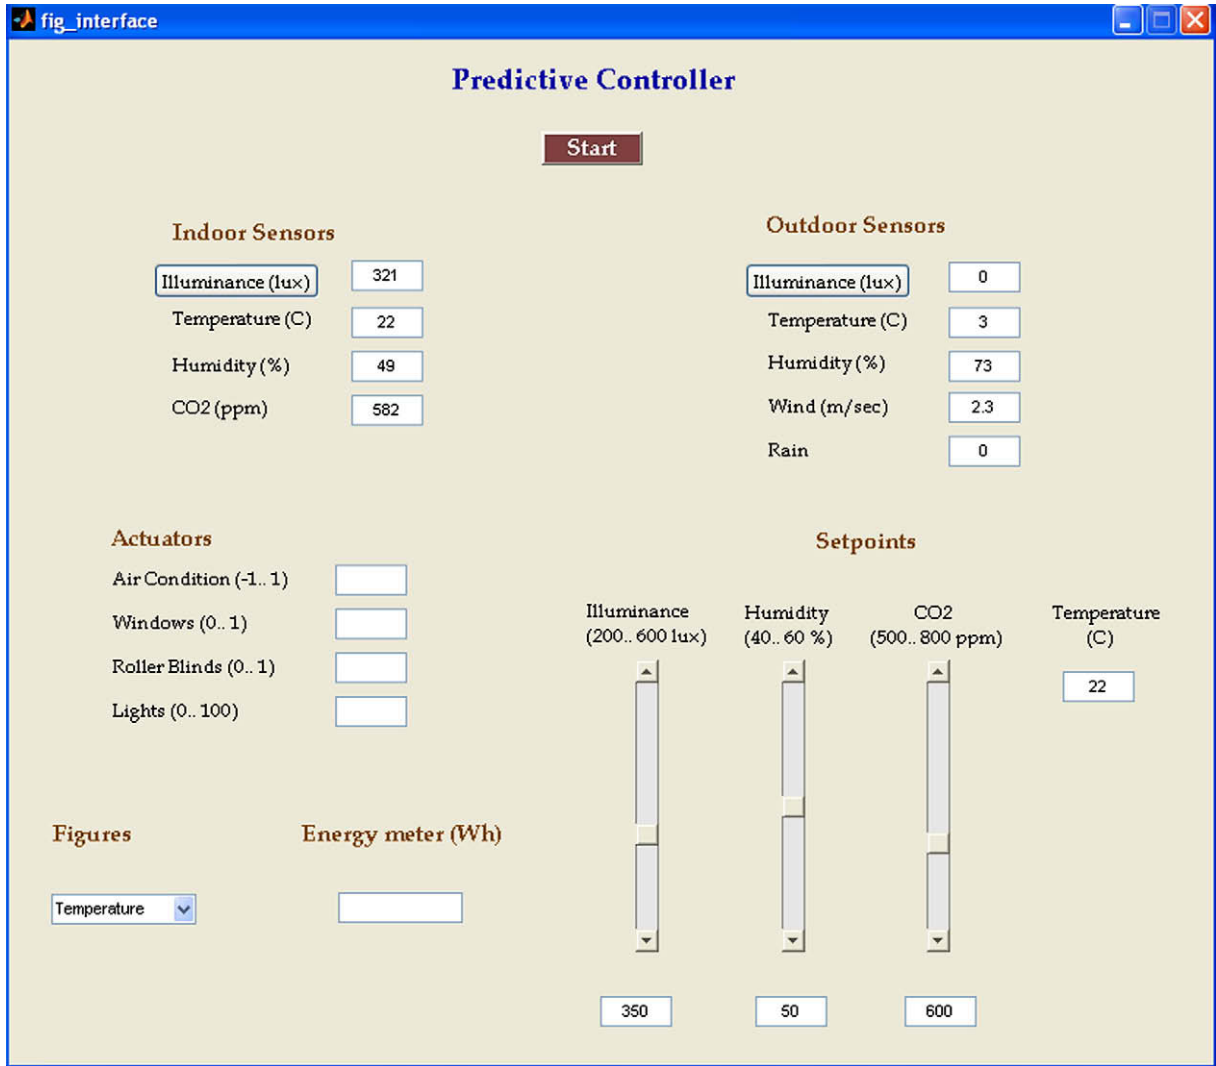 fig_interface
Predictive Controller
Start
Indoor Sensors
Illuminance (lux) 321
Temperature (C) 22
Humidity (%) 49
CO2 (ppm) 582
Outdoor Sensors
Illuminance (lux) 0
Temperature (C) 3
Humidity (%) 73
Wind (m/sec) 2.3
Rain 0
Actuators
Air Condition (-1.. 1)
Windows (0.. 1)
Roller Blinds (0.. 1)
Lights (0.. 100)
Setpoints
Illuminance
(200.. 600 lux)
350
Humidity
(40.. 60 %)
50
CO2
(500.. 800 ppm)
600
Temperature
(C)
22
Figures
Temperature
Energy meter (Wh)